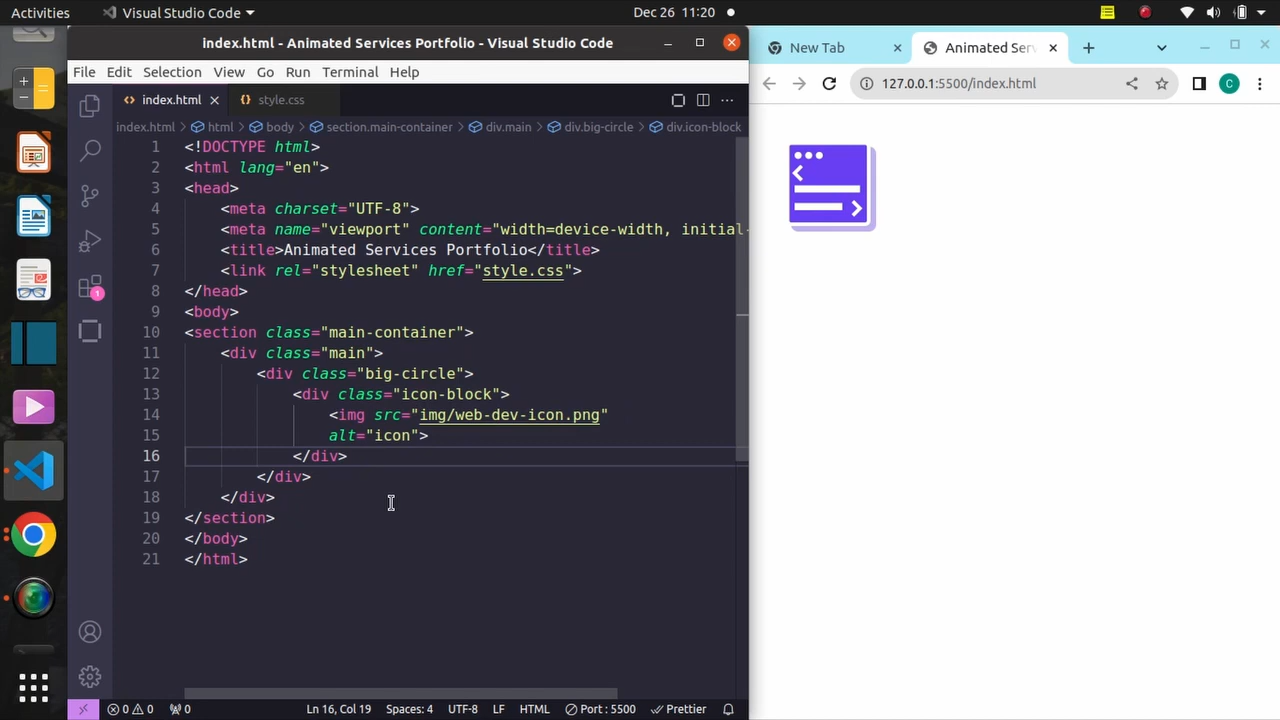 Activities
Visual Studio Code
Dec 26 11:20
index.html - Animated Services Portfolio - Visual Studio Code
File Edit Selection View Go Run Terminal Help
index.html
style.css
index.html > html > body > section.main-container > div.main > div.big-circle > div.icon-block
1 <!DOCTYPE html>
2 <html lang="en">
3 <head>
4 <meta charset="UTF-8">
5 <meta name="viewport" content="width=device-width, initial-
6 <title>Animated Services Portfolio</title>
7 <link rel="stylesheet" href="style.css">
8 </head>
9 <body>
10 <section class="main-container">
11 <div class="main">
12 <div class="big-circle">
13 <div class="icon-block">
14 <img src="img/web-dev-icon.png"
15 alt="icon">
16 </div>
17 </div>
18 </div>
19 </section>
20 </body>
21 </html>
1
0 0 0
Ln 16, Col 19
Spaces: 4
UTF-8
LF
HTML
Port : 5500
Prettier
New Tab
Animated Serv
127.0.0.1:5500/index.html
C